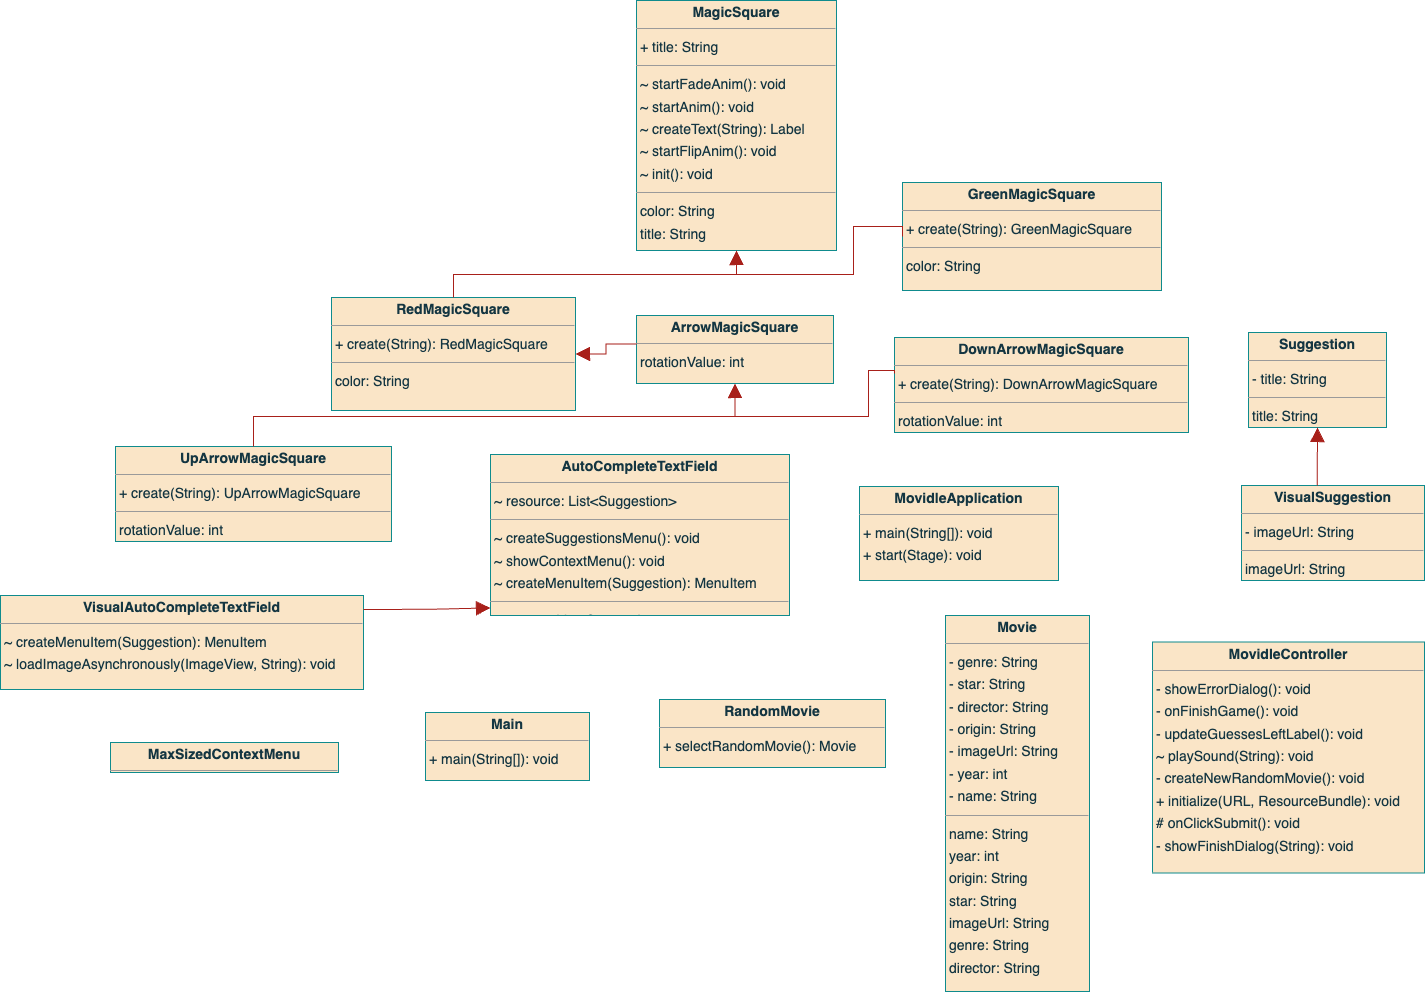 MagicSquare
+ title: String
~ startFadeAnim(): void
~ startAnim(): void
~ createText(String): Label
~ startFlipAnim(): void
~ init(): void
color: String
title: String
GreenMagicSquare
+ create(String): GreenMagicSquare
color: String
RedMagicSquare
+ create(String): RedMagicSquare
color: String
ArrowMagicSquare
rotationValue: int
DownArrowMagicSquare
+ create(String): DownArrowMagicSquare
rotationValue: int
Suggestion
- title: String
title: String
UpArrowMagicSquare
+ create(String): UpArrowMagicSquare
rotationValue: int
AutoCompleteTextField
~ resource: List<Suggestion>
~ createSuggestionsMenu(): void
~ showContextMenu(): void
~ createMenuItem(Suggestion): MenuItem
MovidleApplication
+ main(String[]): void
+ start(Stage): void
VisualSuggestion
- imageUrl: String
imageUrl: String
VisualAutoCompleteTextField
~ createMenuItem(Suggestion): MenuItem
~ loadImageAsynchronously(ImageView, String): void
Movie
- genre: String
- star: String
- director: String
- origin: String
- imageUrl: String
- year: int
- name: String
name: String
year: int
origin: String
star: String
imageUrl: String
genre: String
director: String
MovidleController
- showErrorDialog(): void
- onFinishGame(): void
- updateGuessesLeftLabel(): void
~ playSound(String): void
- createNewRandomMovie(): void
+ initialize(URL, ResourceBundle): void
# onClickSubmit(): void
- showFinishDialog(String): void
MaxSizedContextMenu
Main
+ main(String[]): void
RandomMovie
+ selectRandomMovie(): Movie